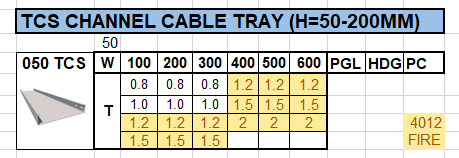 TCS CHANNEL CABLE TRAY (H=50-200MM)
50
050 TCS W 100 200 300 400 500 600 PGL HDG PC
T 0.8 0.8 0.8 1.2 1.2 1.2
1.0 1.0 1.0 1.5 1.5 1.5
1.2 1.2 1.2 2 2 2 4012
1.5 1.5 1.5 FIRE